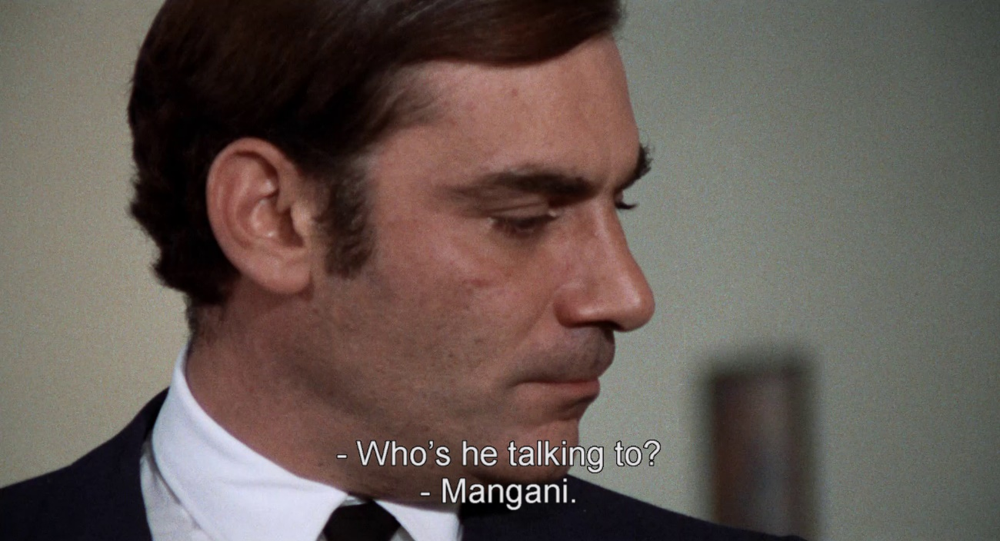 - Who’s he talking to?
- Mangani.